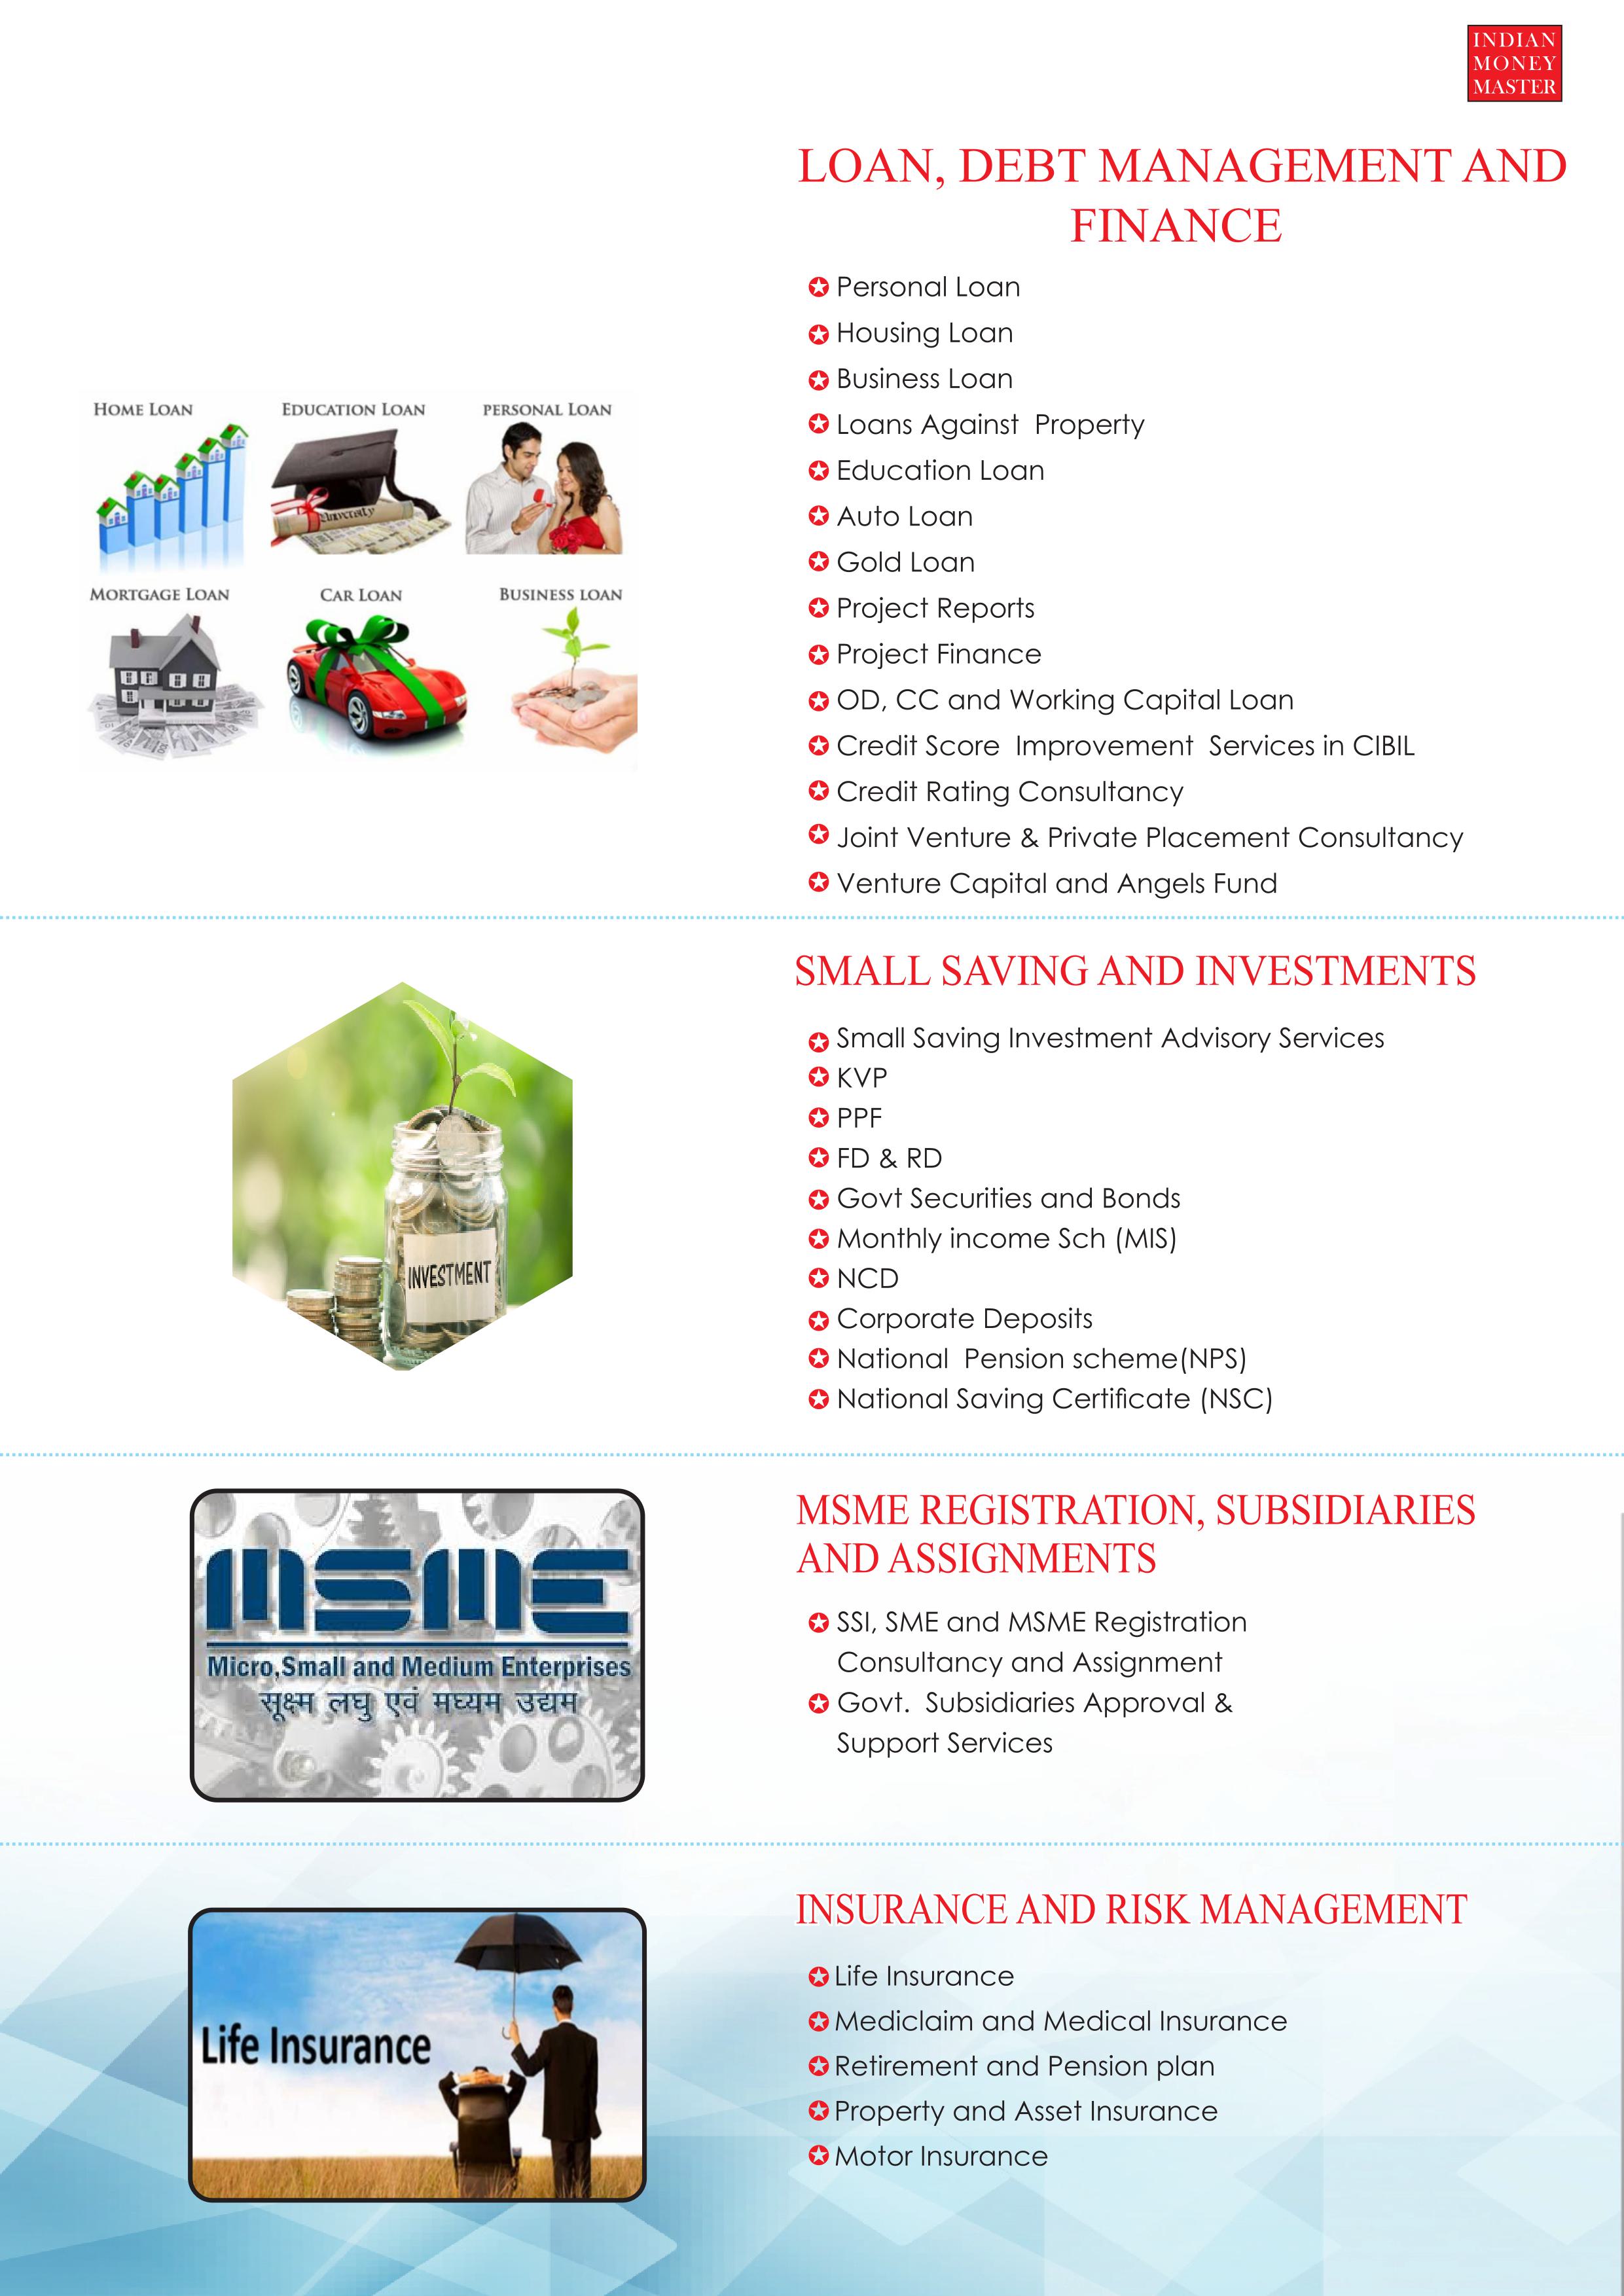 INDIAN
MONEY
MASTER
LOAN, DEBT MANAGEMENT AND
FINANCE
Personal Loan
Housing Loan
Business Loan
Loans Against  Property
Education Loan
Auto Loan
Gold Loan
Project Reports
Project Finance
OD, CC and Working Capital Loan
Credit Score  Improvement  Services in CIBIL
Credit Rating Consultancy
Joint Venture & Private Placement Consultancy
Venture Capital and Angels Fund
HOME LOAN
EDUCATION LOAN
PERSONAL LOAN
University
MORTGAGE LOAN
CAR LOAN
BUSINESS LOAN
SMALL SAVING AND INVESTMENTS
Small Saving Investment Advisory Services
KVP
PPF
FD & RD
Govt Securities and Bonds
Monthly income Sch (MIS)
NCD
Corporate Deposits
National  Pension scheme(NPS)
National Saving Certificate (NSC)
INVESTMENT
MSME REGISTRATION, SUBSIDIARIES
AND ASSIGNMENTS
SSI, SME and MSME Registration
Consultancy and Assignment
Govt.  Subsidiaries Approval &
Support Services
MSME
Micro,Small and Medium Enterprises
सूक्ष्म लघु एवं मध्यम उद्यम
INSURANCE AND RISK MANAGEMENT
Life Insurance
Mediclaim and Medical Insurance
Retirement and Pension plan
Property and Asset Insurance
Motor Insurance
Life Insurance